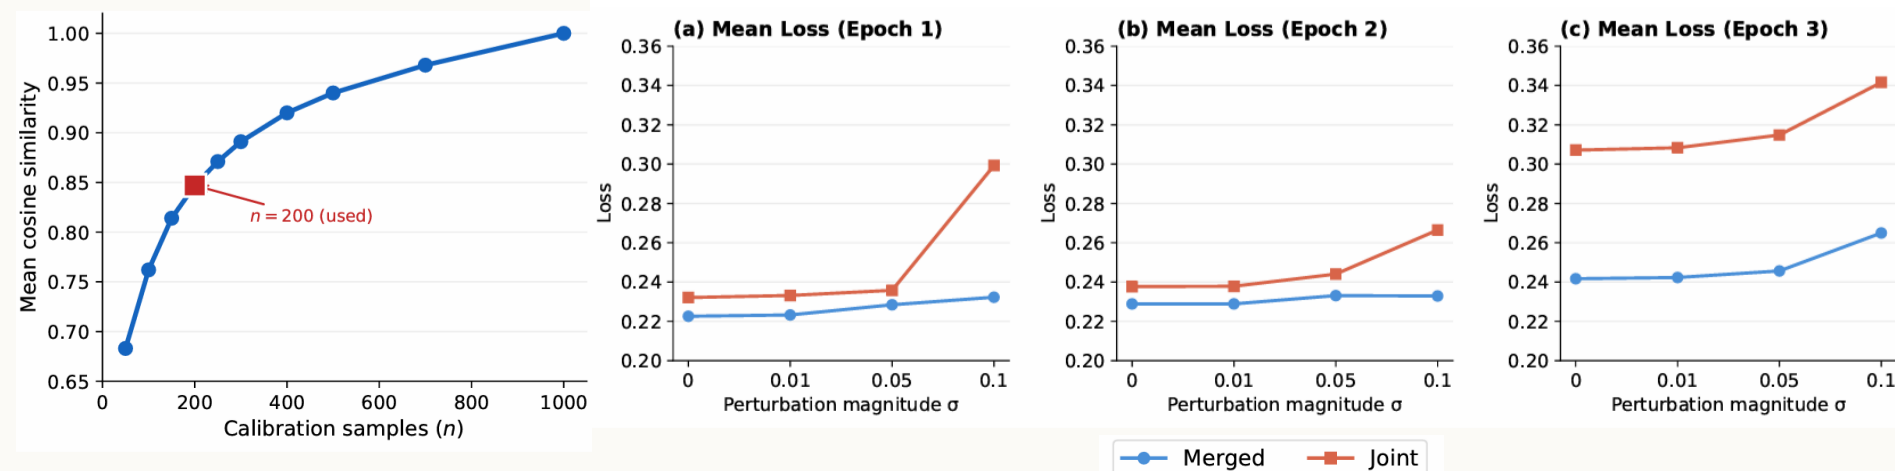 1.00
0.95
0.90
0.85
0.80
0.75
0.70
0.65
Mean cosine similarity
n = 200 (used)
0 200 400 600 800 1000
Calibration samples (n)
(a) Mean Loss (Epoch 1)
0.36
0.34
0.32
0.30
0.28
0.26
0.24
0.22
0.20
Loss
0 0.01 0.05 0.1
Perturbation magnitude σ
(b) Mean Loss (Epoch 2)
0.36
0.34
0.32
0.30
0.28
0.26
0.24
0.22
0.20
Loss
0 0.01 0.05 0.1
Perturbation magnitude σ
(c) Mean Loss (Epoch 3)
0.36
0.34
0.32
0.30
0.28
0.26
0.24
0.22
0.20
Loss
0 0.01 0.05 0.1
Perturbation magnitude σ
Merged Joint